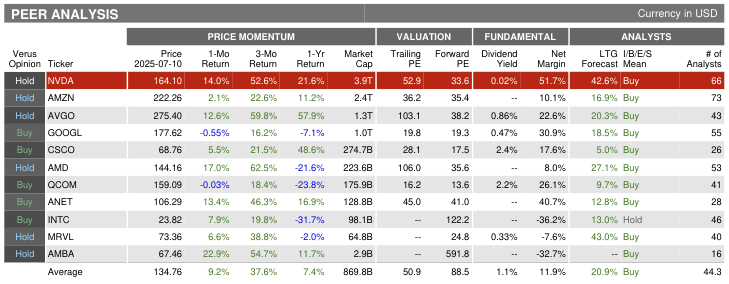 PEER ANALYSIS Currency in USD
PRICE MOMENTUM VALUATION FUNDAMENTAL ANALYSTS
Verus Price 1-Mo 3-Mo 1-Yr Market Trailing Forward Dividend Net LTG I/B/E/S # of
Opinion Ticker 2025-07-10 Return Return Return Cap PE PE Yield Margin Forecast Mean Analysts
Hold NVDA 164.10 14.0% 52.6% 21.6% 3.9T 52.9 33.6 0.02% 51.7% 42.6% Buy 66
Hold AMZN 222.26 2.1% 22.6% 11.2% 2.4T 36.2 35.4 -- 10.1% 16.9% Buy 73
Hold AVGO 275.40 12.6% 59.8% 57.9% 1.3T 103.1 38.2 0.86% 22.6% 20.3% Buy 43
Buy GOOGL 177.62 -0.55% 16.2% -7.1% 1.0T 19.8 19.3 0.47% 30.9% 18.5% Buy 55
Buy CSCO 68.76 5.5% 21.5% 48.6% 274.7B 28.1 17.5 2.4% 17.6% 5.0% Buy 26
Hold AMD 144.16 17.0% 62.5% -21.6% 223.6B 106.0 35.6 -- 8.0% 27.1% Buy 53
Buy QCOM 159.09 -0.03% 18.4% -23.8% 175.9B 16.2 13.6 2.2% 26.1% 9.7% Buy 41
Buy ANET 106.29 13.4% 46.3% 16.9% 128.8B 45.0 41.0 -- 40.7% 12.8% Buy 28
Buy INTC 23.82 7.9% 19.8% -31.7% 98.1B -- 122.2 -- -36.2% 13.0% Hold 46
Hold MRVL 73.36 6.6% 38.8% -2.0% 64.8B -- 24.8 0.33% -7.6% 43.0% Buy 40
Hold AMBA 67.46 22.9% 54.7% 11.7% 2.9B -- 591.8 -- -32.7% -- Buy 16
Average 134.76 9.2% 37.6% 7.4% 869.8B 50.9 88.5 1.1% 11.9% 20.9% Buy 44.3